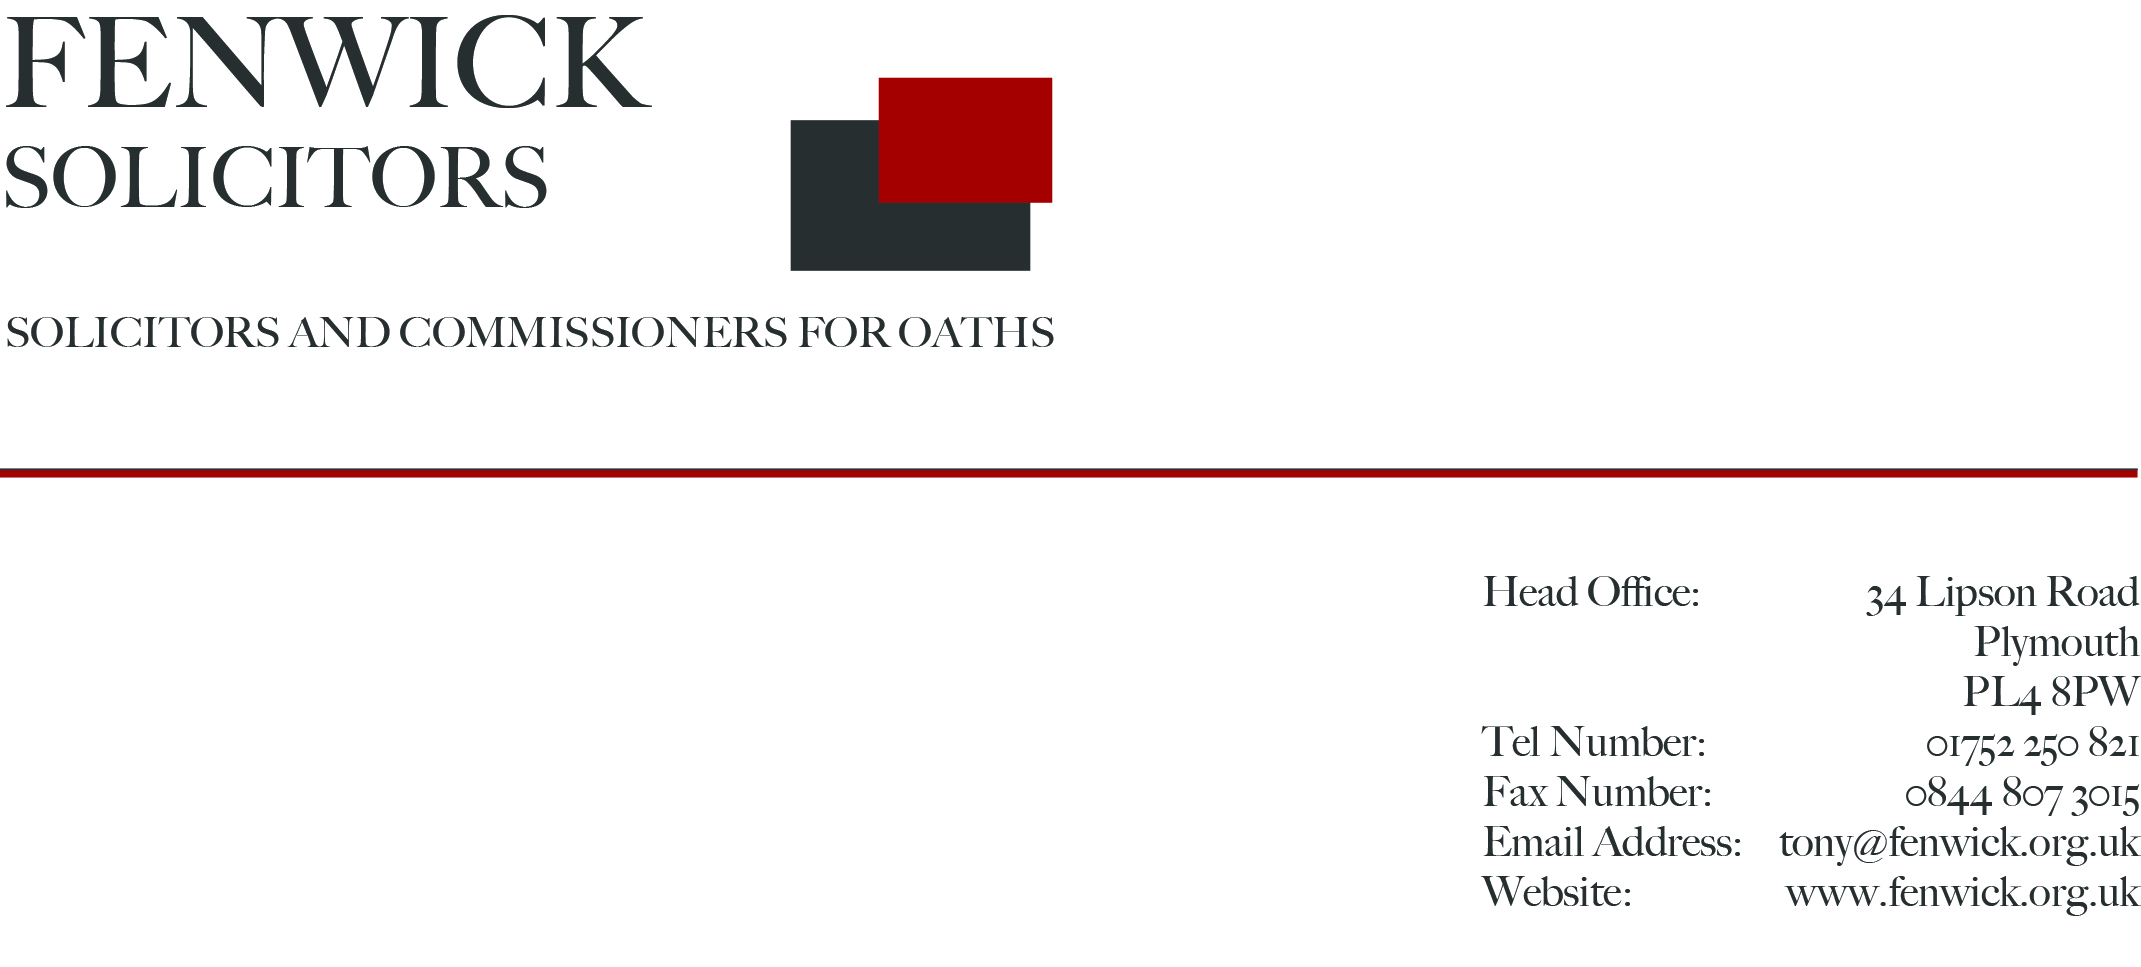 FENWICK
SOLICITORS
SOLICITORS AND COMMISSIONERS FOR OATHS
Head Office: 34 Lipson Road
Plymouth
PL4 8PW
Tel Number: 01752 250 821
Fax Number: 0844 807 3015
Email Address: tony@fenwick.org.uk
Website: www.fenwick.org.uk